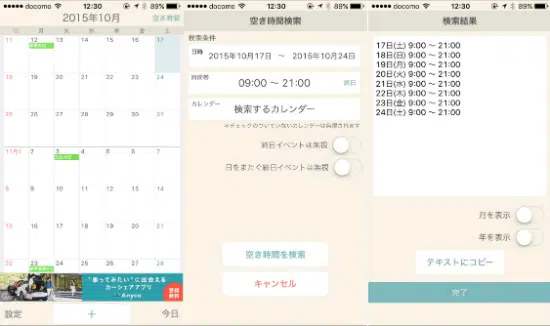 docomo 12:30 89%
2015年10月 空き時間
日 月 火 水 木 金 土
11 12 13 14 15 16 17
18 19 20 21 22 23 24
25 26 27 28 29 30 31
11月1 2 3 4 5 6 7
8 9 10 11 12 13 14
15 16 17 18 19 20 21
22 23 24 25 26 27 28
"乗ってみたい"に出会える
カーシェアアプリ
Anyca
登録無料
設定 + 今日
docomo 12:30 89%
空き時間検索
検索条件
日時 2015年10月17日 〜 2015年10月24日
時間帯 09:00 〜 21:00 終日
カレンダー 検索するカレンダー
※チェックのついていないカレンダーは無視されます
終日イベントは無視
日をまたぐ終日イベントは無視
空き時間を検索
キャンセル
docomo 12:30 89%
検索結果
17日(土) 9:00 〜 21:00
18日(日) 9:00 〜 21:00
19日(月) 9:00 〜 21:00
20日(火) 9:00 〜 21:00
21日(水) 9:00 〜 21:00
22日(木) 9:00 〜 21:00
23日(金) 9:00 〜 21:00
24日(土) 9:00 〜 21:00
月を表示
年を表示
テキストにコピー
完了